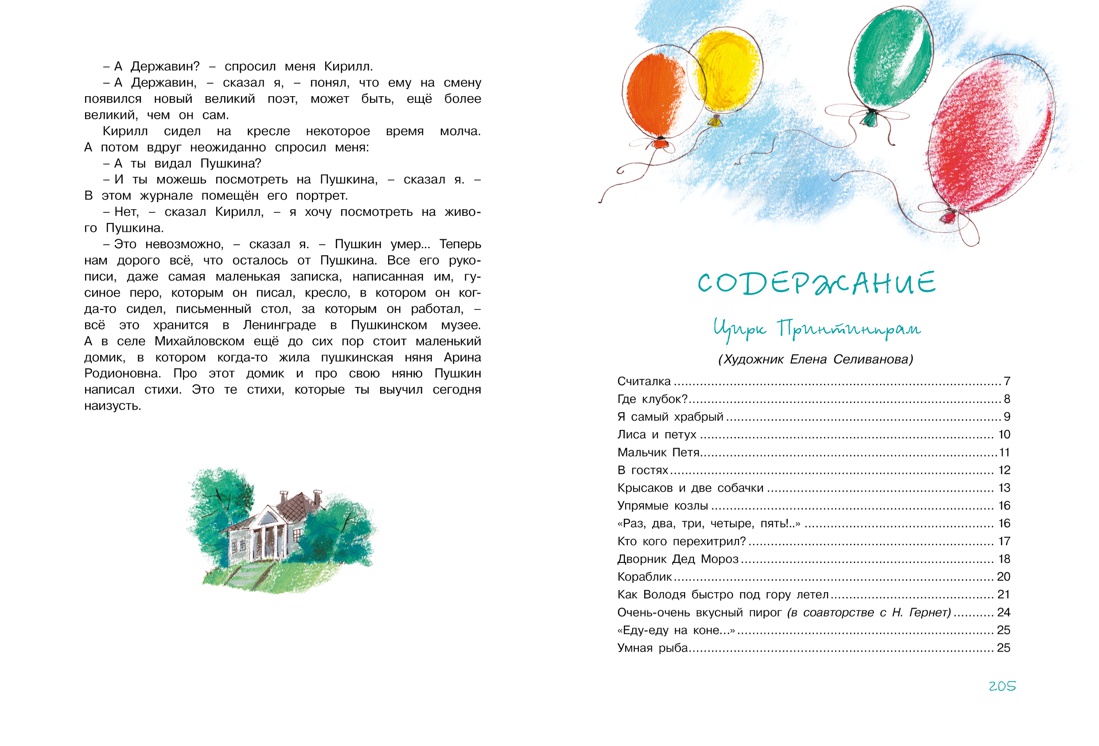 – А Державин? – спросил меня Кирилл.
– А Державин, – сказал я, – понял, что ему на смену
появился новый великий поэт, может быть, ещё более
великий, чем он сам.
Кирилл сидел на кресле некоторое время молча.
А потом вдруг неожиданно спросил меня:
– А ты видал Пушкина?
– И ты можешь посмотреть на Пушкина, – сказал я. –
В этом журнале помещён его портрет.
– Нет, – сказал Кирилл, – я хочу посмотреть на живо-
го Пушкина.
– Это невозможно, – сказал я. – Пушкин умер... Теперь
нам дорого всё, что осталось от Пушкина. Все его руко-
писи, даже самая маленькая записка, написанная им, гу-
синое перо, которым он писал, кресло, в котором он ког-
да-то сидел, письменный стол, за которым он работал, –
всё это хранится в Ленинграде в Пушкинском музее.
А в селе Михайловском ещё до сих пор стоит маленький
домик, в котором когда-то жила пушкинская няня Арина
Родионовна. Про этот домик и про свою няню Пушкин
написал стихи. Это те стихи, которые ты выучил сегодня
наизусть.
СОДЕРЖАНИЕ
Цирк Принтинпрам
(Художник Елена Селиванова)
Считалка ........ 7
Где клубок? ........ 8
Я самый храбрый ........ 9
Лиса и петух ........ 10
Мальчик Петя ........ 11
В гостях ........ 12
Крысаков и две собачки ........ 13
Упрямые козлы ........ 16
«Раз, два, три, четыре, пять!..» ........ 16
Кто кого перехитрил? ........ 17
Дворник Дед Мороз ........ 18
Кораблик ........ 20
Как Володя быстро под гору летел ........ 21
Очень-очень вкусный пирог (в соавторстве с Н. Гернет) ........ 24
«Еду-еду на коне...» ........ 25
Умная рыба ........ 25
205